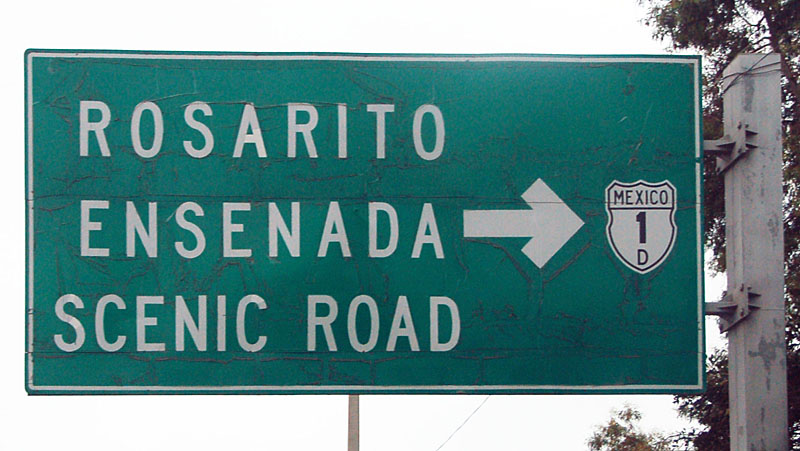 ROSARITO
ENSENADA
SCENIC ROAD
MEXICO
1
D